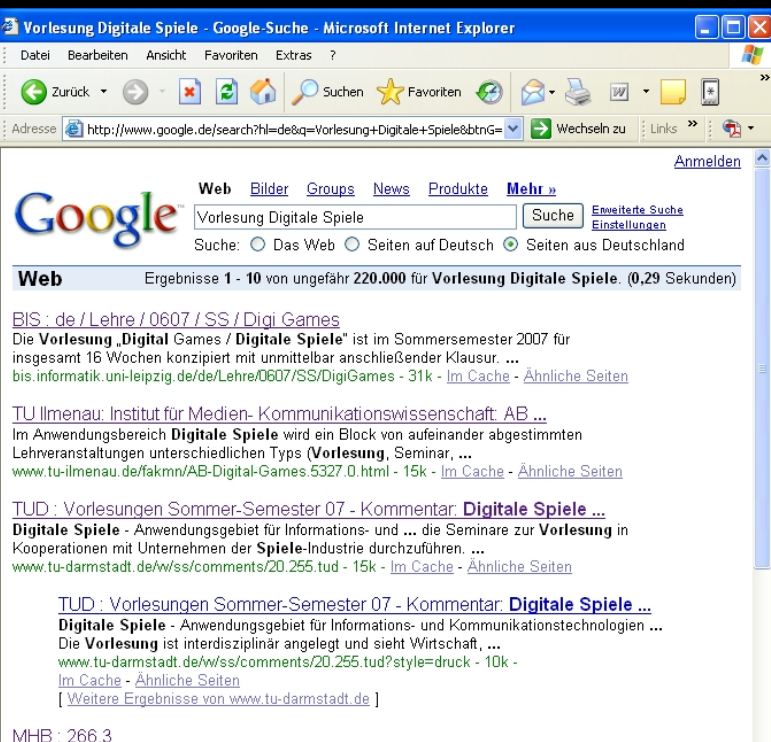 Vorlesung Digitale Spiele - Google-Suche - Microsoft Internet Explorer
Datei Bearbeiten Ansicht Favoriten Extras ?
Zurück Suchen Favoriten W »
Adresse http://www.google.de/search?hl=de&q=Vorlesung+Digitale+Spiele&btnG= Wechseln zu Links »
Anmelden
Google™
Web Bilder Groups News Produkte Mehr »
Vorlesung Digitale Spiele Suche Erweiterte Suche
Einstellungen
Suche: Das Web Seiten auf Deutsch Seiten aus Deutschland
Web Ergebnisse 1 - 10 von ungefähr 220.000 für Vorlesung Digitale Spiele. (0,29 Sekunden)
BIS : de / Lehre / 0607 / SS / Digi Games
Die Vorlesung „Digital Games / Digitale Spiele" ist im Sommersemester 2007 für
insgesamt 16 Wochen konzipiert mit unmittelbar anschließender Klausur. ...
bis.informatik.uni-leipzig.de/de/Lehre/0607/SS/DigiGames - 31k - Im Cache - Ähnliche Seiten
TU Ilmenau: Institut für Medien- Kommunikationswissenschaft: AB ...
Im Anwendungsbereich Digitale Spiele wird ein Block von aufeinander abgestimmten
Lehrveranstaltungen unterschiedlichen Typs (Vorlesung, Seminar, ...
www.tu-ilmenau.de/fakmn/AB-Digital-Games.5327.0.html - 15k - Im Cache - Ähnliche Seiten
TUD : Vorlesungen Sommer-Semester 07 - Kommentar: Digitale Spiele ...
Digitale Spiele - Anwendungsgebiet für Informations- und ... die Seminare zur Vorlesung in
Kooperationen mit Unternehmen der Spiele-Industrie durchzuführen. ...
www.tu-darmstadt.de/w/ss/comments/20.255.tud - 15k - Im Cache - Ähnliche Seiten
TUD : Vorlesungen Sommer-Semester 07 - Kommentar: Digitale Spiele ...
Digitale Spiele - Anwendungsgebiet für Informations- und Kommunikationstechnologien ...
Die Vorlesung ist interdisziplinär angelegt und sieht Wirtschaft, ...
www.tu-darmstadt.de/w/ss/comments/20.255.tud?style=druck - 10k -
Im Cache - Ähnliche Seiten
[ Weitere Ergebnisse von www.tu-darmstadt.de ]
MHB : 266.3